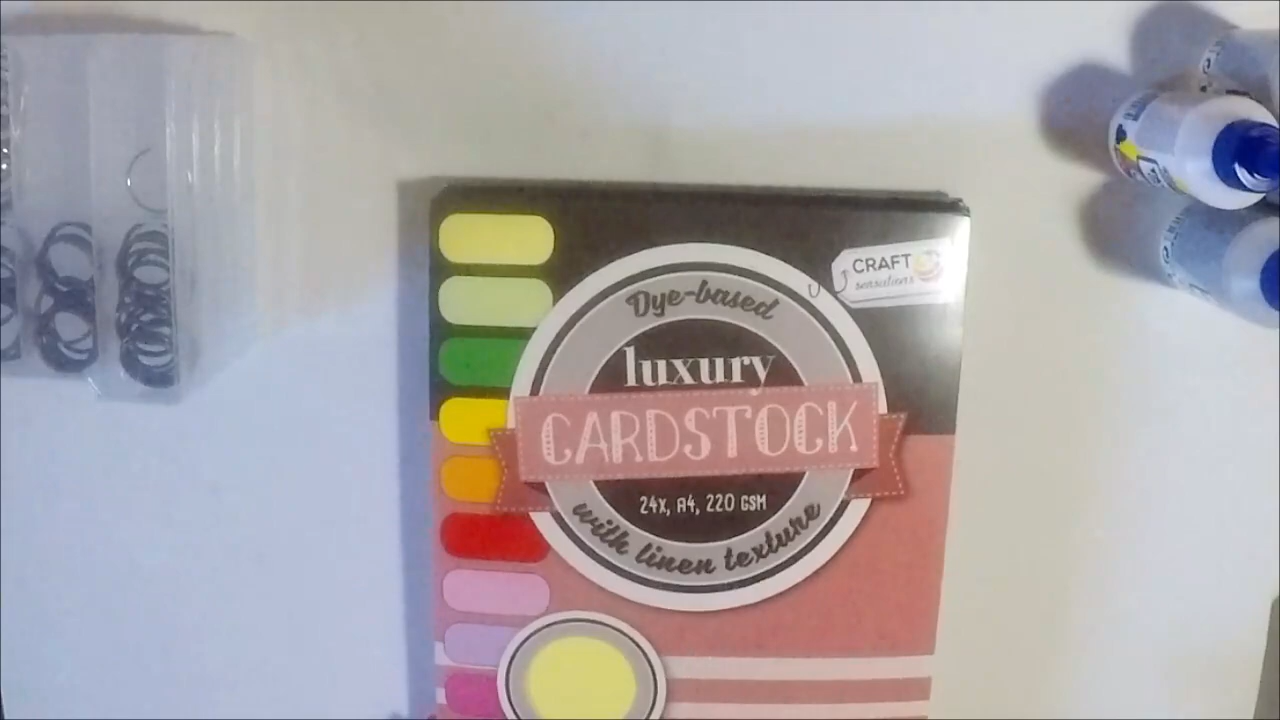 CRAFT
sensations
Dye-based
luxury
CARDSTOCK
24x, A4, 220 GSM
with linen texture